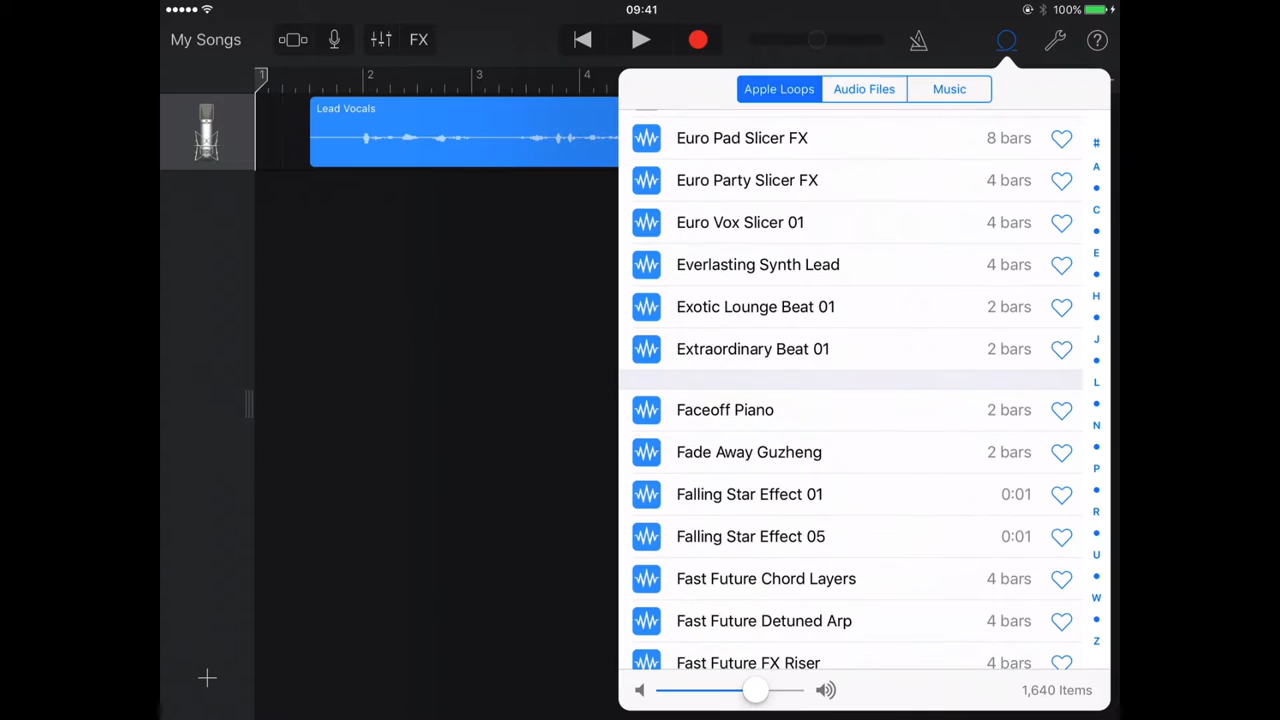 09:41
100%
My Songs
FX
1 2 3 4
Lead Vocals
Apple Loops Audio Files Music
Euro Pad Slicer FX 8 bars
Euro Party Slicer FX 4 bars
Euro Vox Slicer 01 4 bars
Everlasting Synth Lead 4 bars
Exotic Lounge Beat 01 2 bars
Extraordinary Beat 01 2 bars
Faceoff Piano 2 bars
Fade Away Guzheng 2 bars
Falling Star Effect 01 0:01
Falling Star Effect 05 0:01
Fast Future Chord Layers 4 bars
Fast Future Detuned Arp 4 bars
Fast Future FX Riser 4 bars
#
A
C
E
H
J
L
N
P
R
U
W
Z
1,640 Items